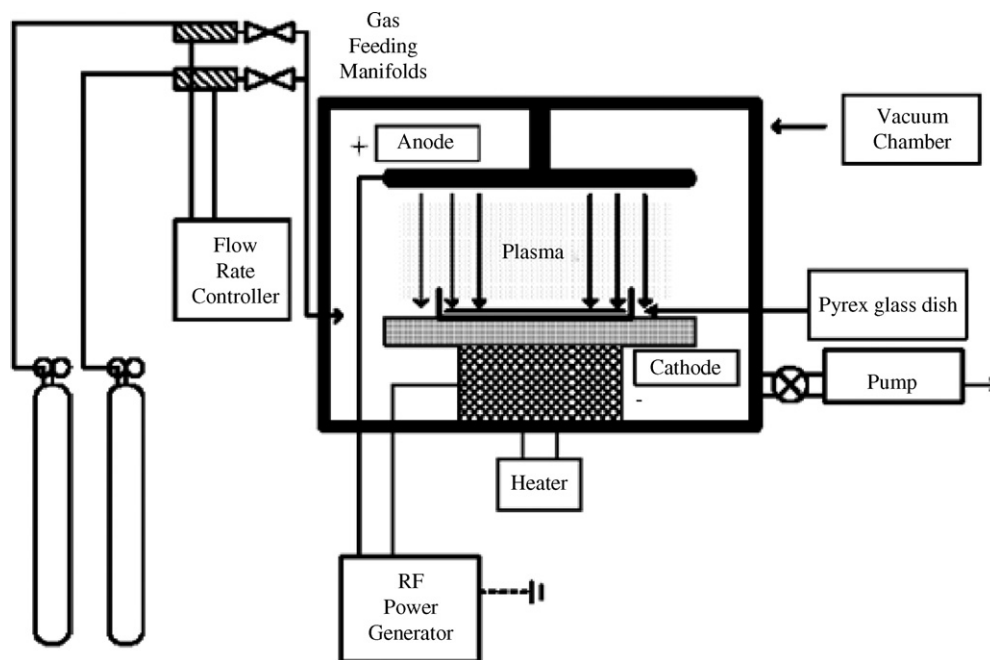 Gas
Feeding
Manifolds
Vacuum
Chamber
+
Anode
Flow
Rate
Controller
Plasma
Pyrex glass dish
Cathode
-
Pump
Heater
RF
Power
Generator